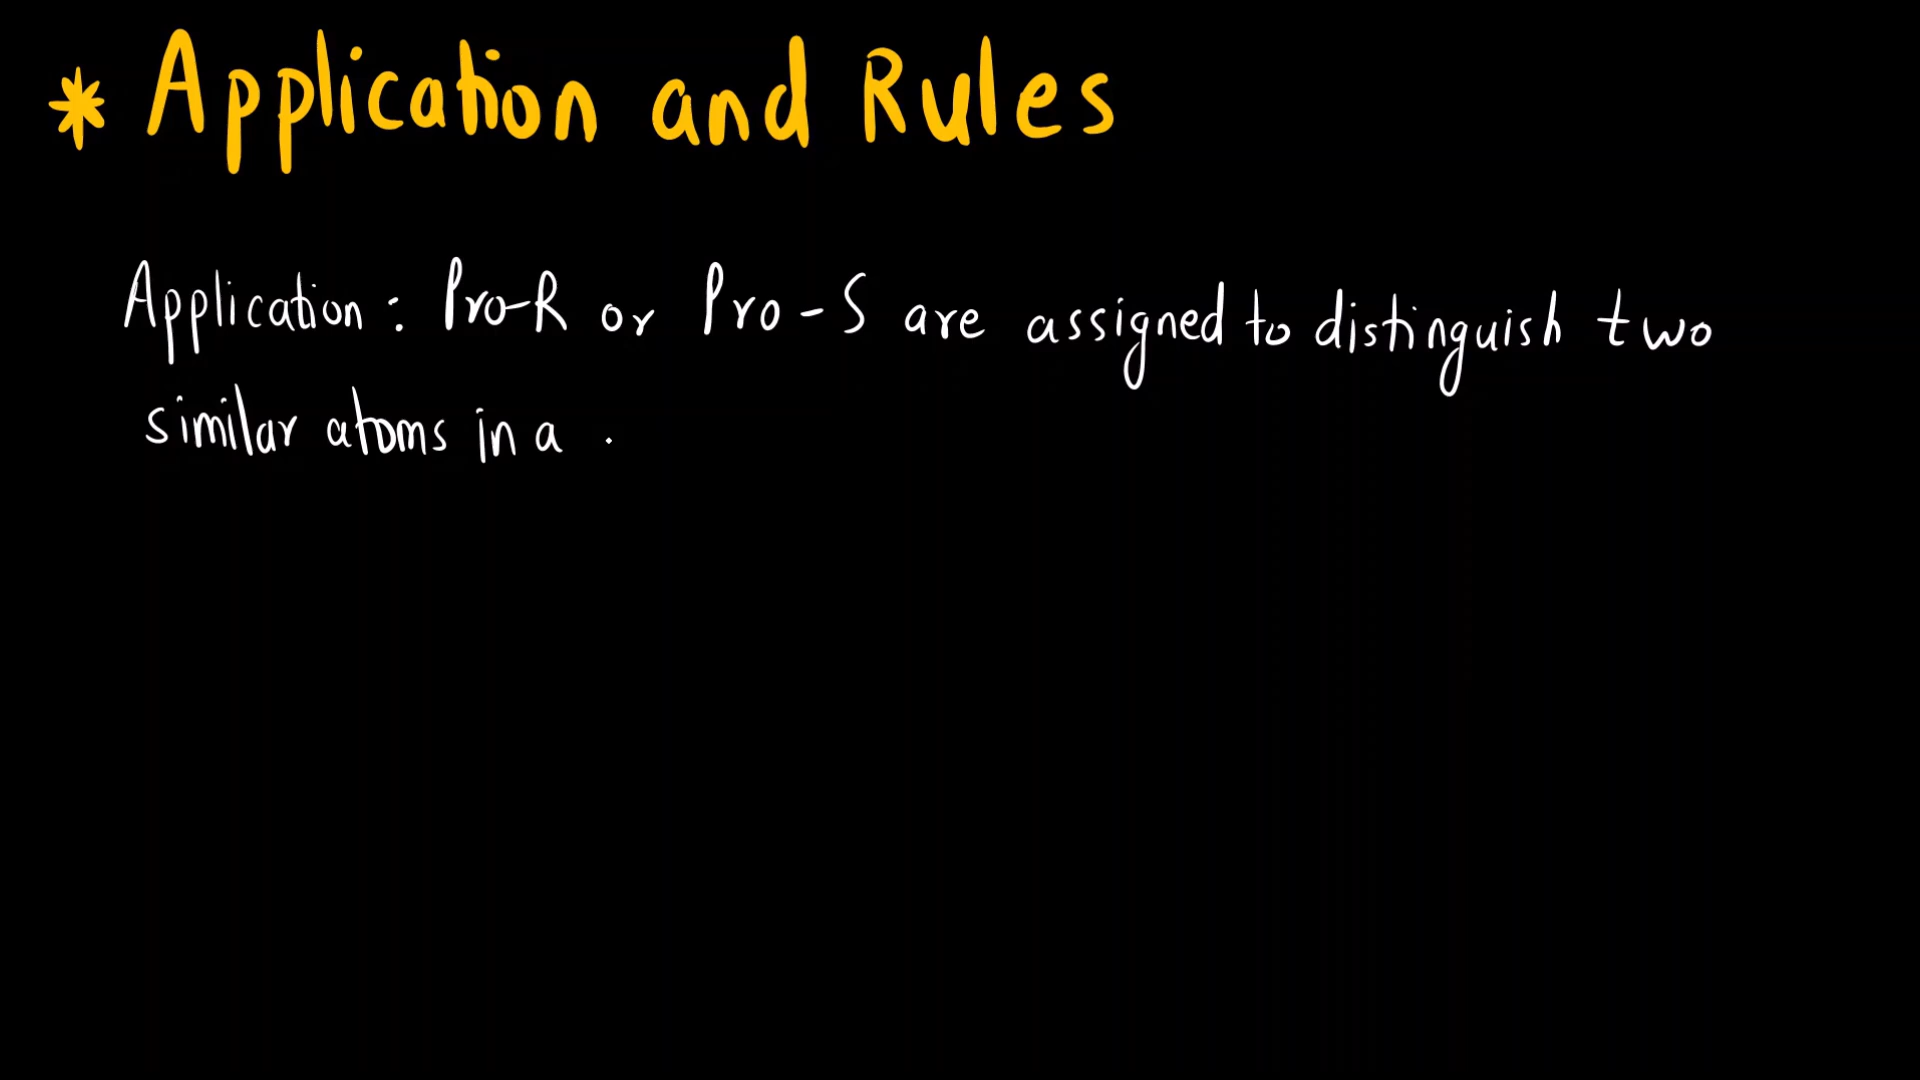 * Application and Rules
Application: Pro-R or Pro-S are assigned to distinguish two
similar atoms in a .